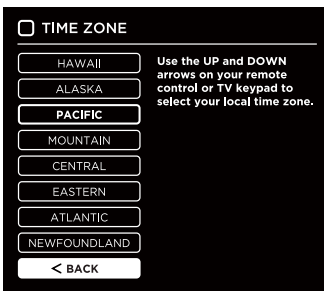 TIME ZONE
HAWAII
ALASKA
PACIFIC
MOUNTAIN
CENTRAL
EASTERN
ATLANTIC
NEWFOUNDLAND
< BACK
Use the UP and DOWN
arrows on your remote
control or TV keypad to
select your local time zone.